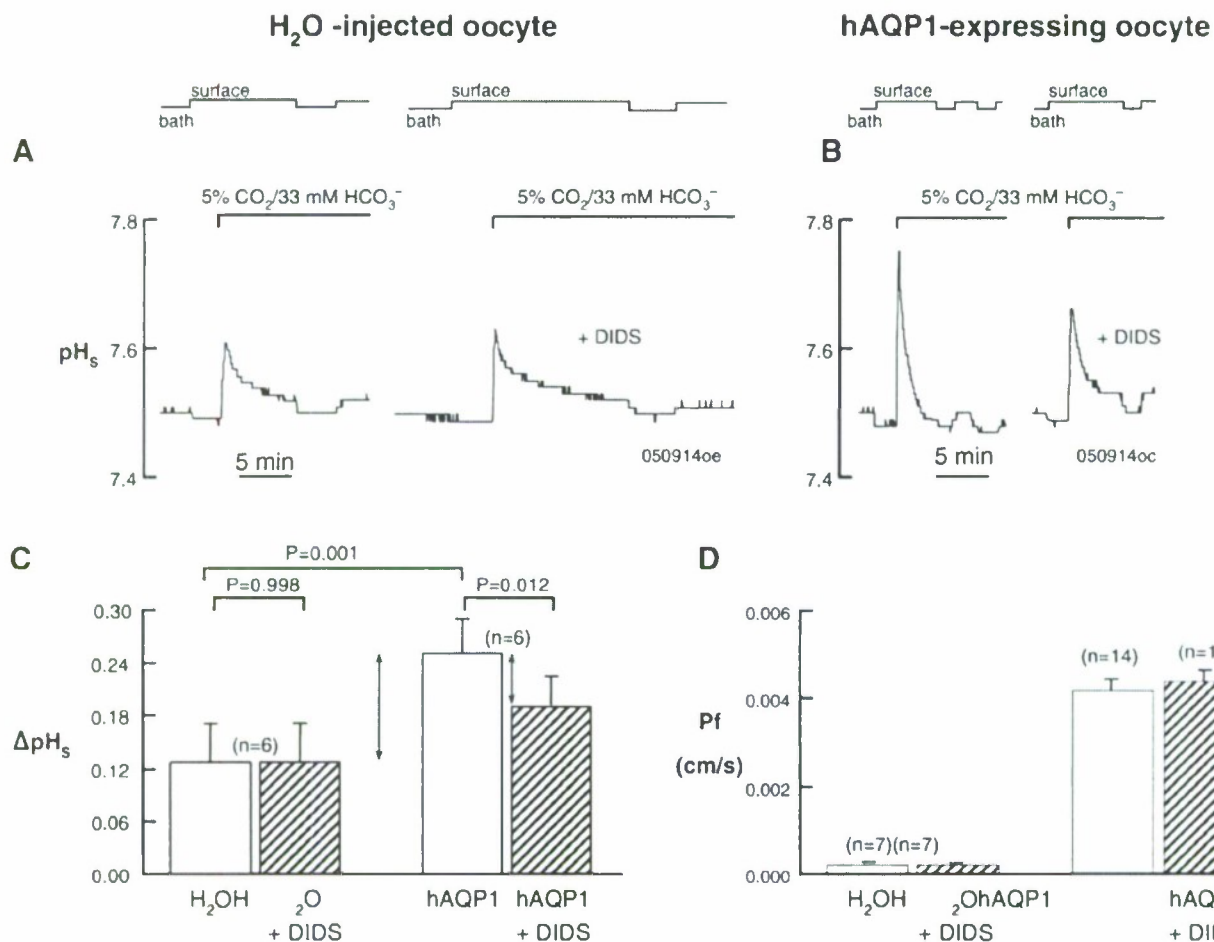 H₂O -injected oocyte
hAQP1-expressing oocyte
surface
bath
surface
bath
surface
bath
surface
bath
A
B
5% CO₂/33 mM HCO₃⁻
5% CO₂/33 mM HCO₃⁻
5% CO₂/33 mM HCO₃⁻
7.8
7.8
+ DIDS
+ DIDS
pHₛ
7.6
7.6
5 min
050914oe
5 min
050914oc
7.4
7.4
C
D
P=0.001
P=0.998
P=0.012
0.30
0.24
0.18
0.12
0.06
0.00
ΔpHₛ
(n=6)
(n=6)
H₂OH
₂O
+ DIDS
hAQP1
hAQP1
+ DIDS
0.006
0.004
0.002
0.000
Pf
(cm/s)
(n=7)(n=7)
(n=14)
(n=1
H₂OH
₂OhAQP1
+ DIDS
hAQ
+ DI